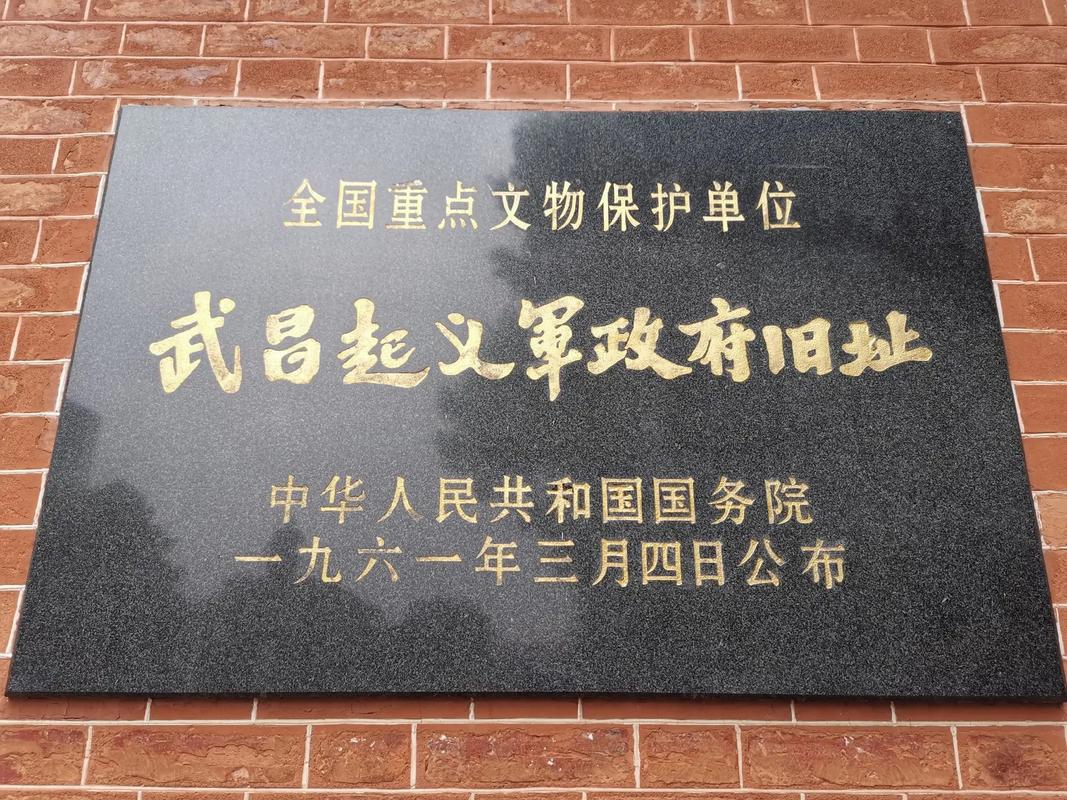 全国重点文物保护单位
武昌起义軍政府旧址
中华人民共和国国务院
一九六一年三月四日公布